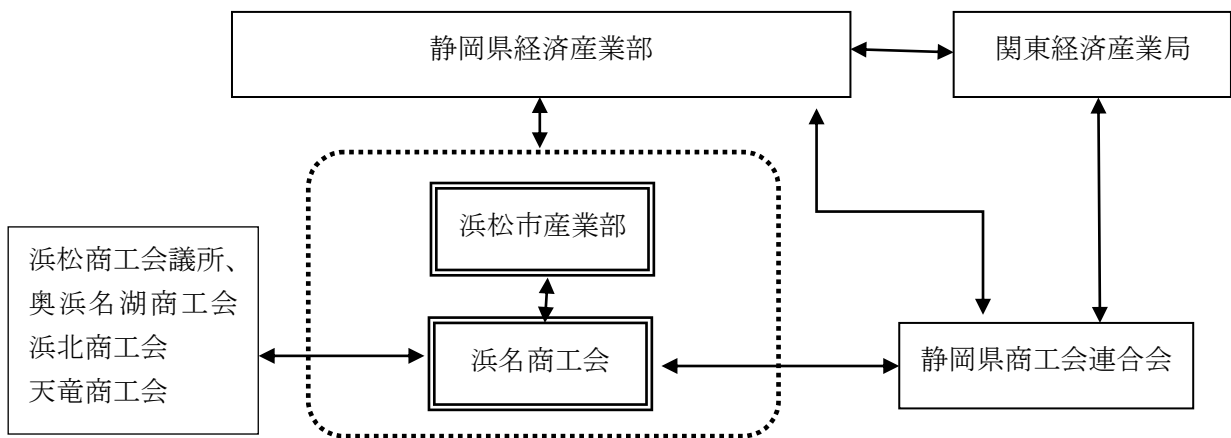 静岡県経済産業部
関東経済産業局
浜松市産業部
浜松商工会議所、
奥浜名湖商工会
浜北商工会
天竜商工会
浜名商工会
静岡県商工会連合会